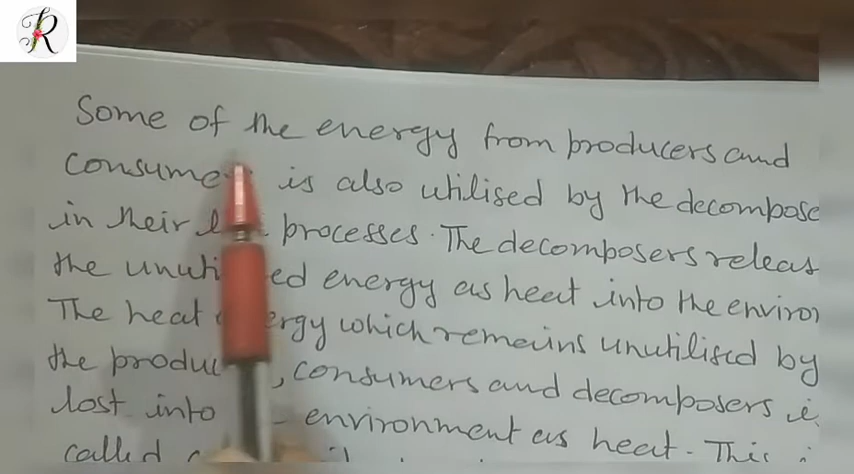 R
Some of the energy from producers and
consume is also utilised by the decompose
in their processes. The decomposers releas
the unuti ed energy as heat into the environ
The heat ergy which remains unutilised by
the produ , consumers and decomposers i
lost into environment as heat. This i
called